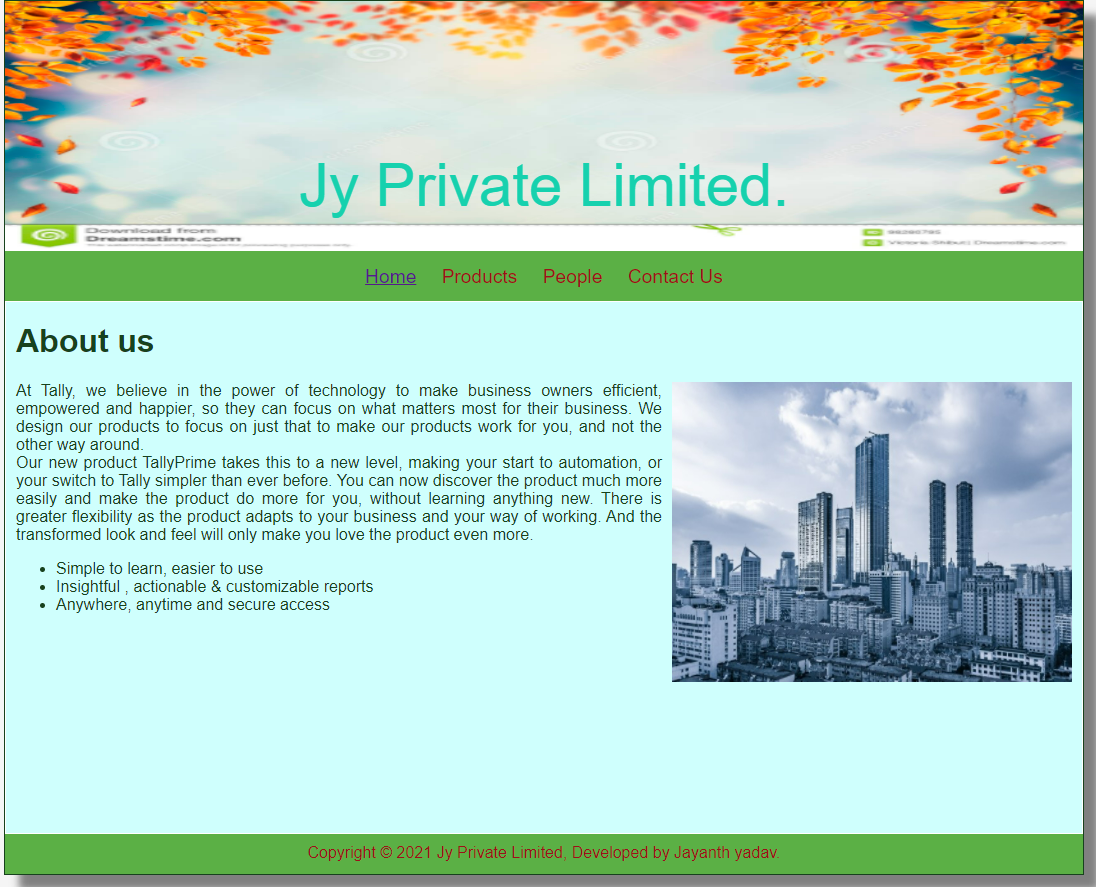 Jy Private Limited.
Download from
Dreamstime.com
98280795
Home Products People Contact Us
About us
At Tally, we believe in the power of technology to make business owners efficient,
empowered and happier, so they can focus on what matters most for their business. We
design our products to focus on just that to make our products work for you, and not the
other way around.
Our new product TallyPrime takes this to a new level, making your start to automation, or
your switch to Tally simpler than ever before. You can now discover the product much more
easily and make the product do more for you, without learning anything new. There is
greater flexibility as the product adapts to your business and your way of working. And the
transformed look and feel will only make you love the product even more.
Simple to learn, easier to use
Insightful , actionable & customizable reports
Anywhere, anytime and secure access
Copyright © 2021 Jy Private Limited, Developed by Jayanth yadav.